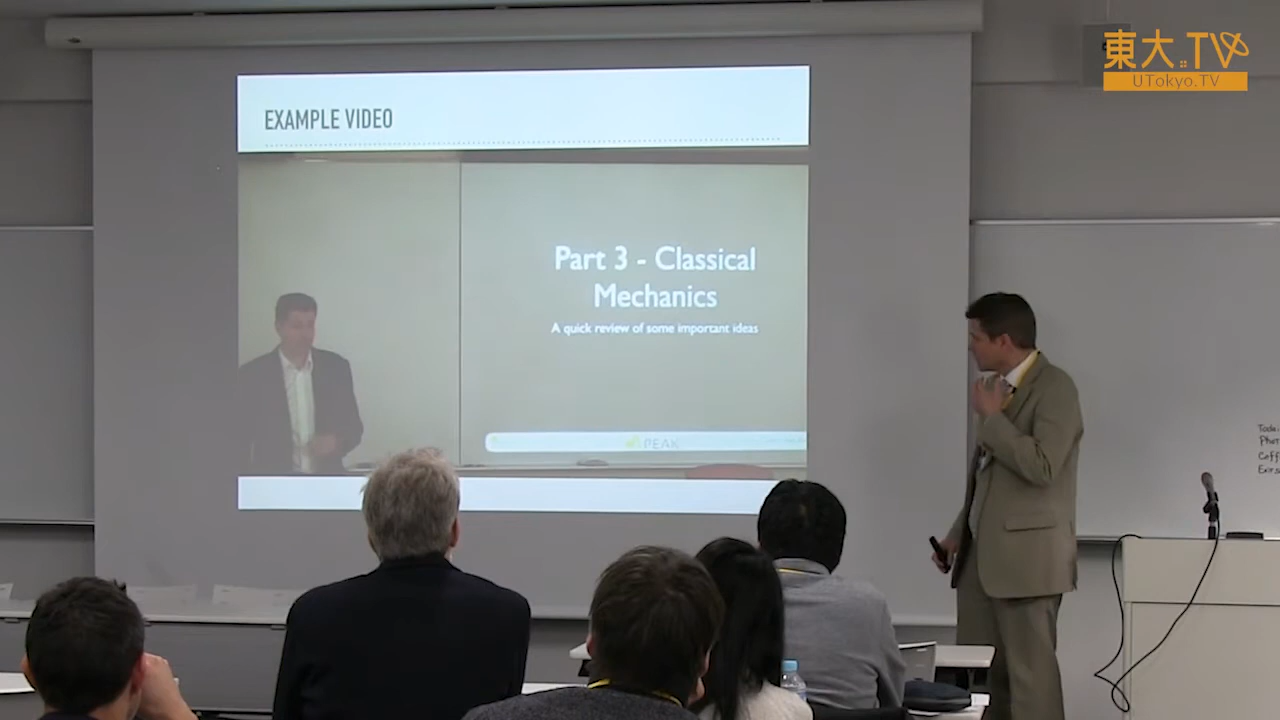 東大.TV
UTokyo.TV
EXAMPLE VIDEO
Part 3 - Classical
Mechanics
A quick review of some important ideas
PEAK